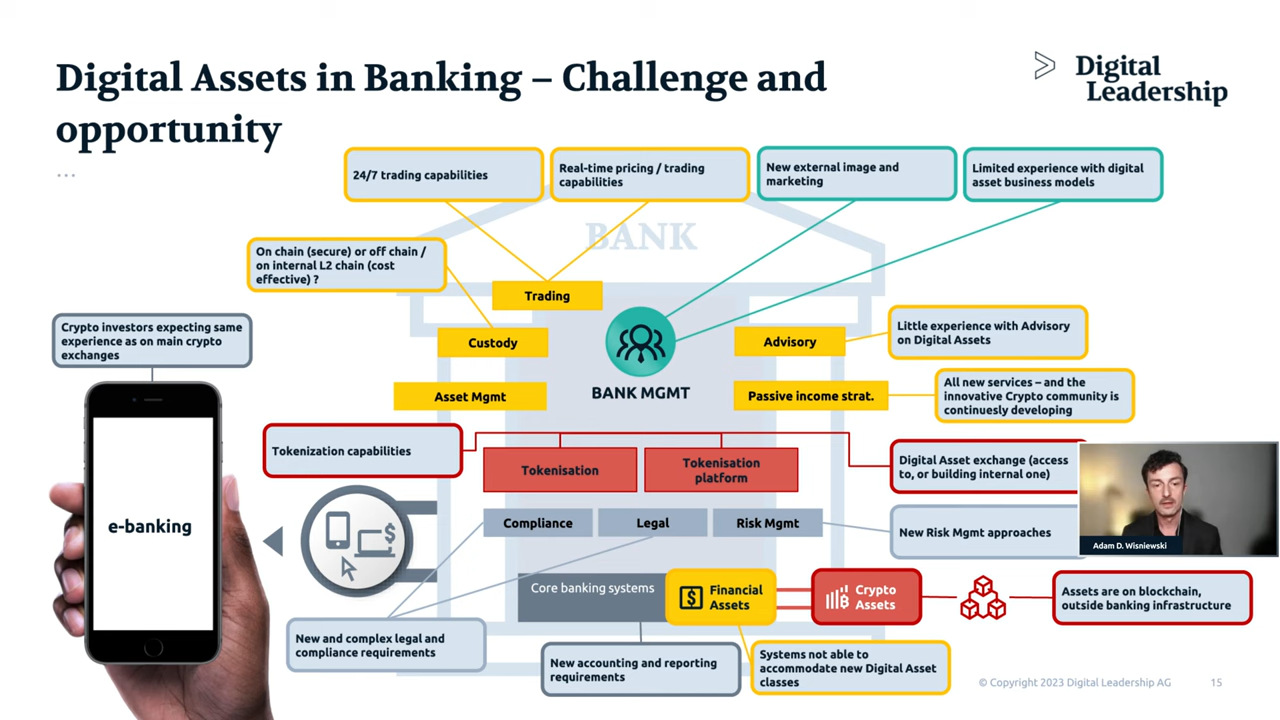 Digital Assets in Banking – Challenge and
opportunity
...
Digital
Leadership
24/7 trading capabilities
Real-time pricing / trading
capabilities
New external image and
marketing
Limited experience with digital
asset business models
BANK
On chain (secure) or off chain /
on internal L2 chain (cost
effective) ?
Trading
Crypto investors expecting same
experience as on main crypto
exchanges
Custody
Advisory
Little experience with Advisory
on Digital Assets
Asset Mgmt
BANK MGMT
Passive income strat.
All new services – and the
innovative Crypto community is
continuesly developing
Tokenization capabilities
Tokenisation
Tokenisation
platform
Digital Asset exchange (access
to, or building internal one)
e-banking
$
Compliance
Legal
Risk Mgmt
New Risk Mgmt approaches
Adam D. Wisniewski
Core banking systems
$
Financial
Assets
Crypto
Assets
Assets are on blockchain,
outside banking infrastructure
New and complex legal and
compliance requirements
New accounting and reporting
requirements
Systems not able to
accommodate new Digital Asset
classes
© Copyright 2023 Digital Leadership AG
15